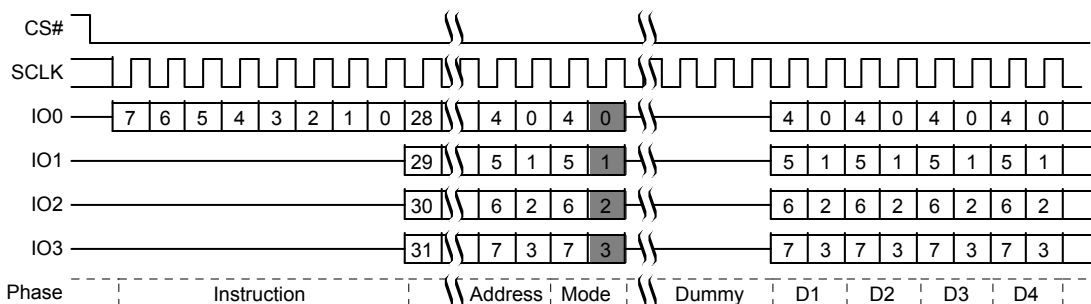 CS#
SCLK
IO0 7 6 5 4 3 2 1 0 28 4 0 4 0 4 0 4 0 4 0 4 0
IO1 29 5 1 5 1 5 1 5 1 5 1 5 1
IO2 30 6 2 6 2 6 2 6 2 6 2 6 2
IO3 31 7 3 7 3 7 3 7 3 7 3 7 3
Phase Instruction Address Mode Dummy D1 D2 D3 D4